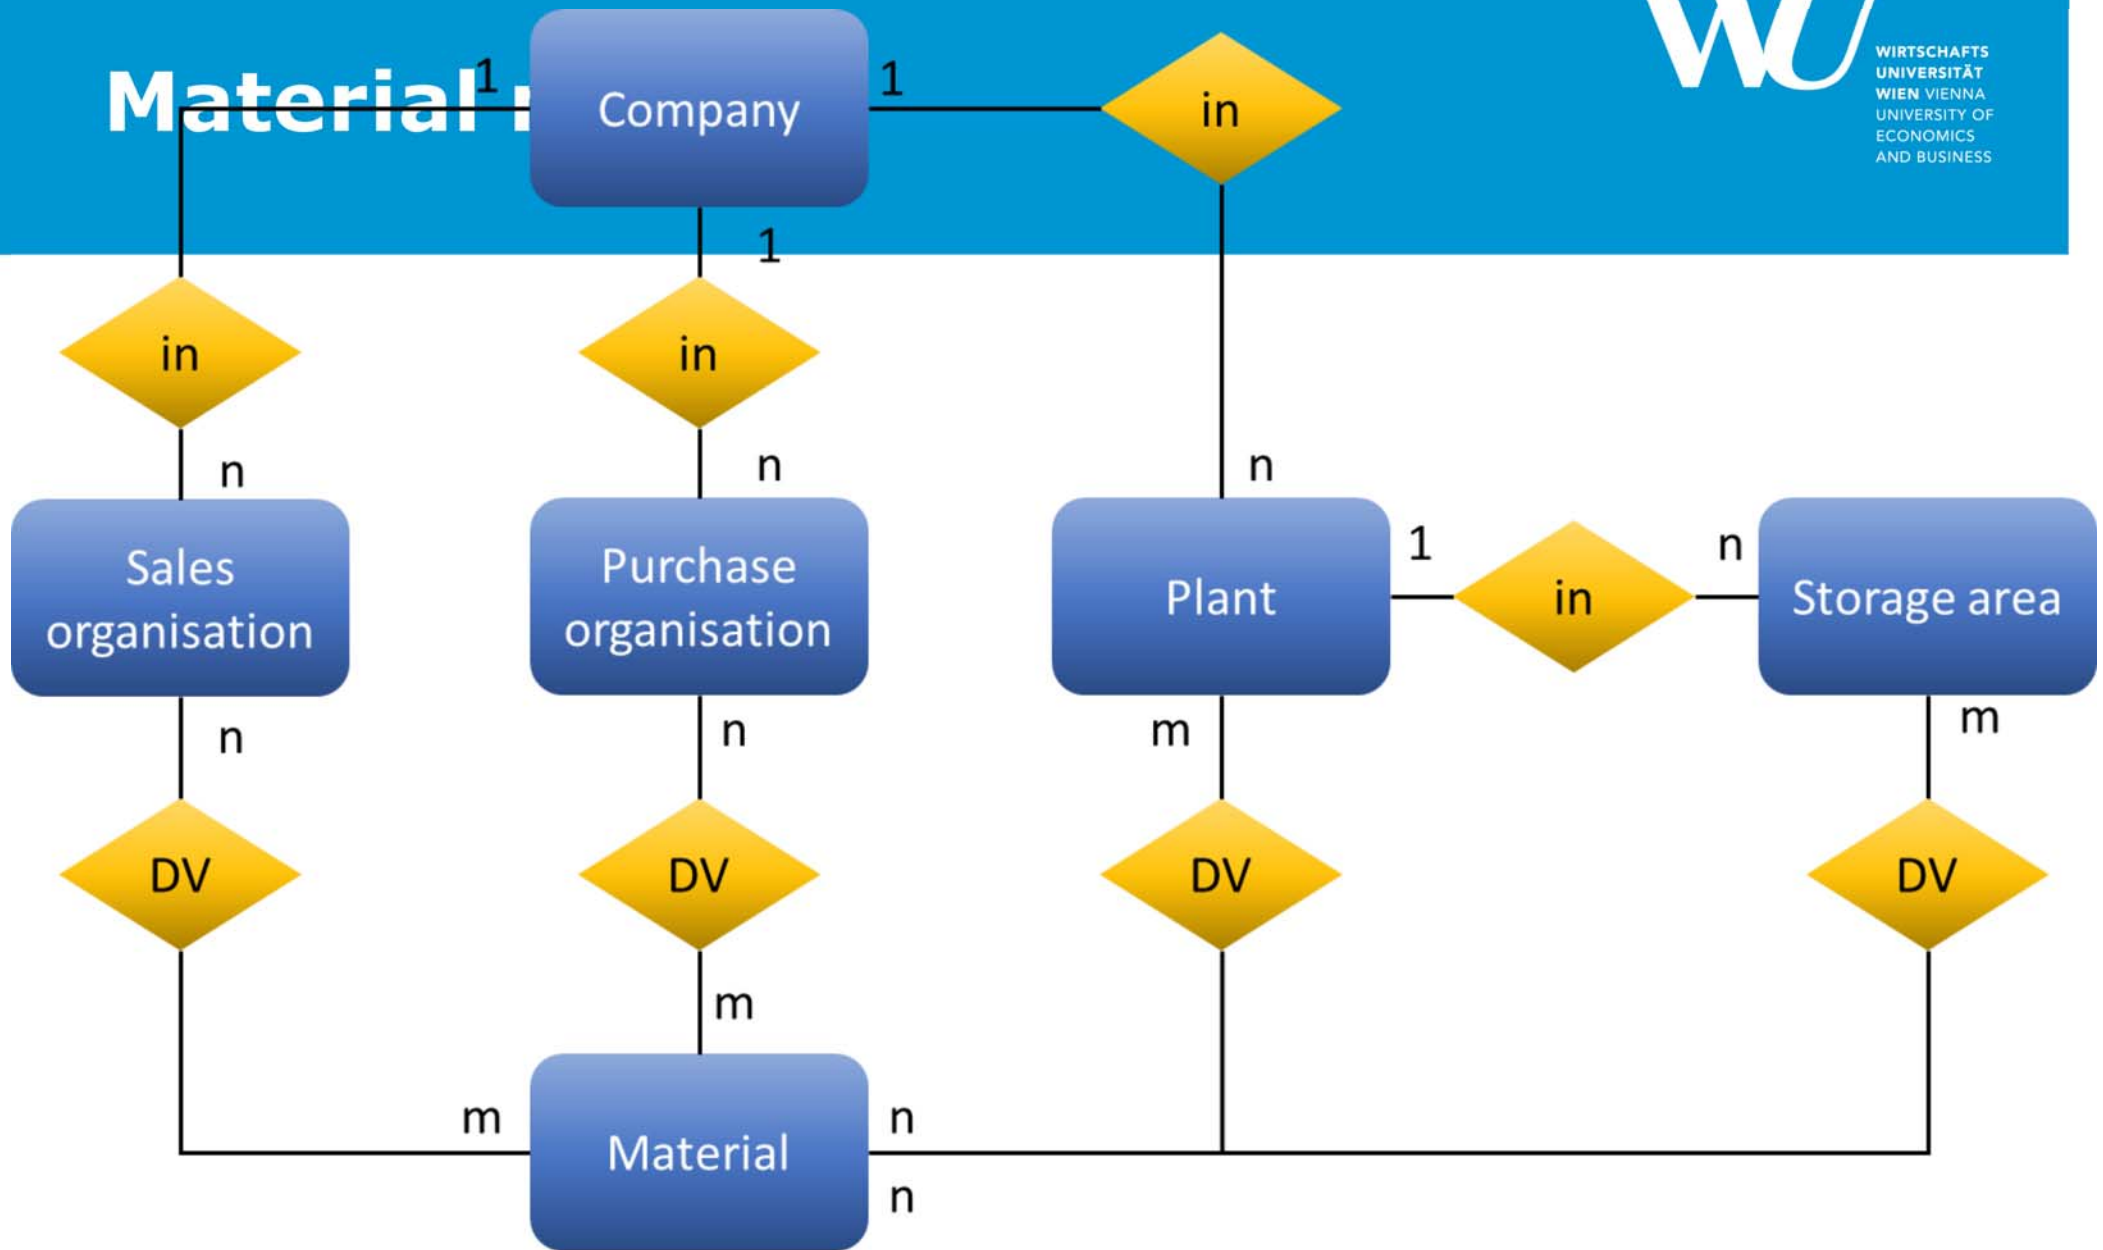 WU
WIRTSCHAFTS
UNIVERSITÄT
WIEN VIENNA
UNIVERSITY OF
ECONOMICS
AND BUSINESS
Material
1
Company
1
in
1
in
in
n
n
n
Sales
organisation
Purchase
organisation
Plant
1
in
n
Storage area
n
n
m
m
DV
DV
DV
DV
m
m
Material
n
n